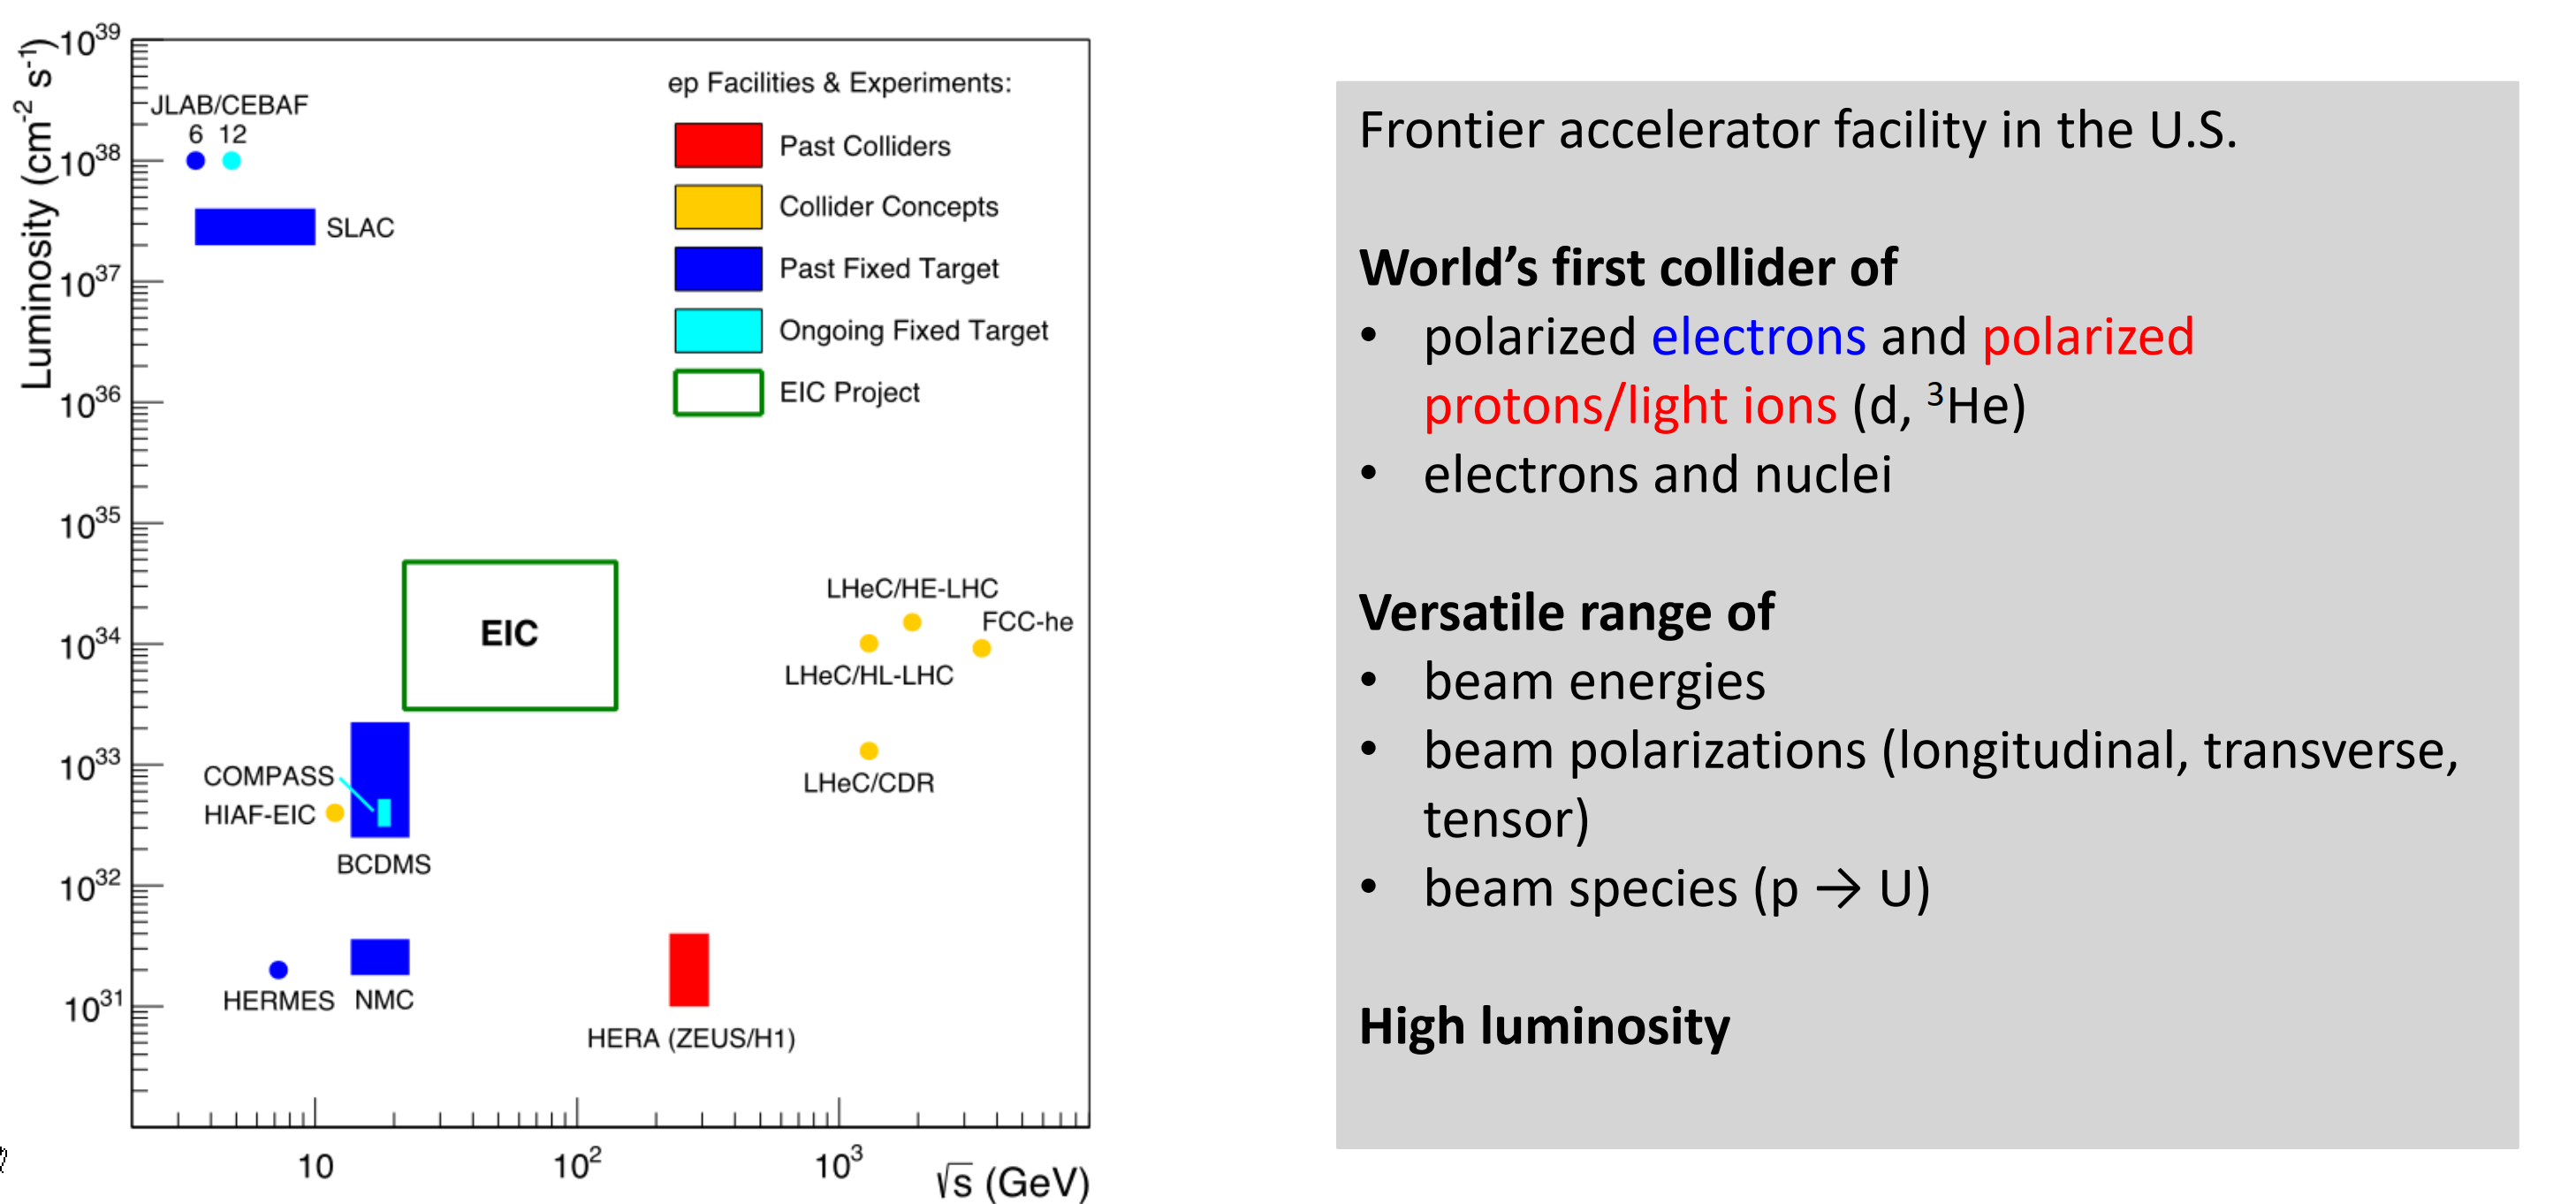 Luminosity (cm⁻² s⁻¹)
10³⁹
10³⁸
10³⁷
10³⁶
10³⁵
10³⁴
10³³
10³²
10³¹
JLAB/CEBAF
6 12
SLAC
ep Facilities & Experiments:
Past Colliders
Collider Concepts
Past Fixed Target
Ongoing Fixed Target
EIC Project
EIC
LHeC/HE-LHC
FCC-he
LHeC/HL-LHC
LHeC/CDR
COMPASS
HIAF-EIC
BCDMS
HERMES
NMC
HERA (ZEUS/H1)
10
10²
10³
√s (GeV)
Frontier accelerator facility in the U.S.
World’s first collider of
• polarized electrons and polarized
protons/light ions (d, ³He)
• electrons and nuclei
Versatile range of
• beam energies
• beam polarizations (longitudinal, transverse,
tensor)
• beam species (p → U)
High luminosity